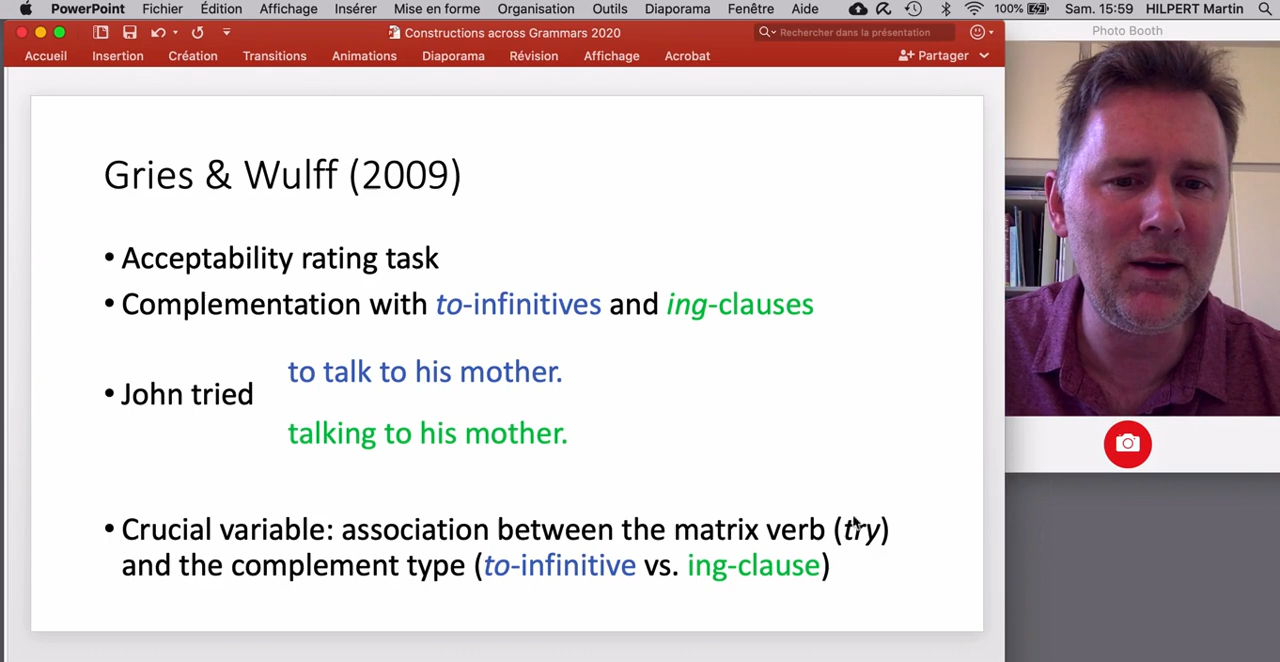 PowerPoint Fichier Édition Affichage Insérer Mise en forme Organisation Outils Diaporama Fenêtre Aide 100% Sam. 15:59 HILPERT Martin
Constructions across Grammars 2020
Rechercher dans la présentation
Photo Booth
Accueil Insertion Création Transitions Animations Diaporama Révision Affichage Acrobat Partager
Gries & Wulff (2009)
• Acceptability rating task
• Complementation with to-infinitives and ing-clauses
to talk to his mother.
• John tried
talking to his mother.
• Crucial variable: association between the matrix verb (try)
and the complement type (to-infinitive vs. ing-clause)